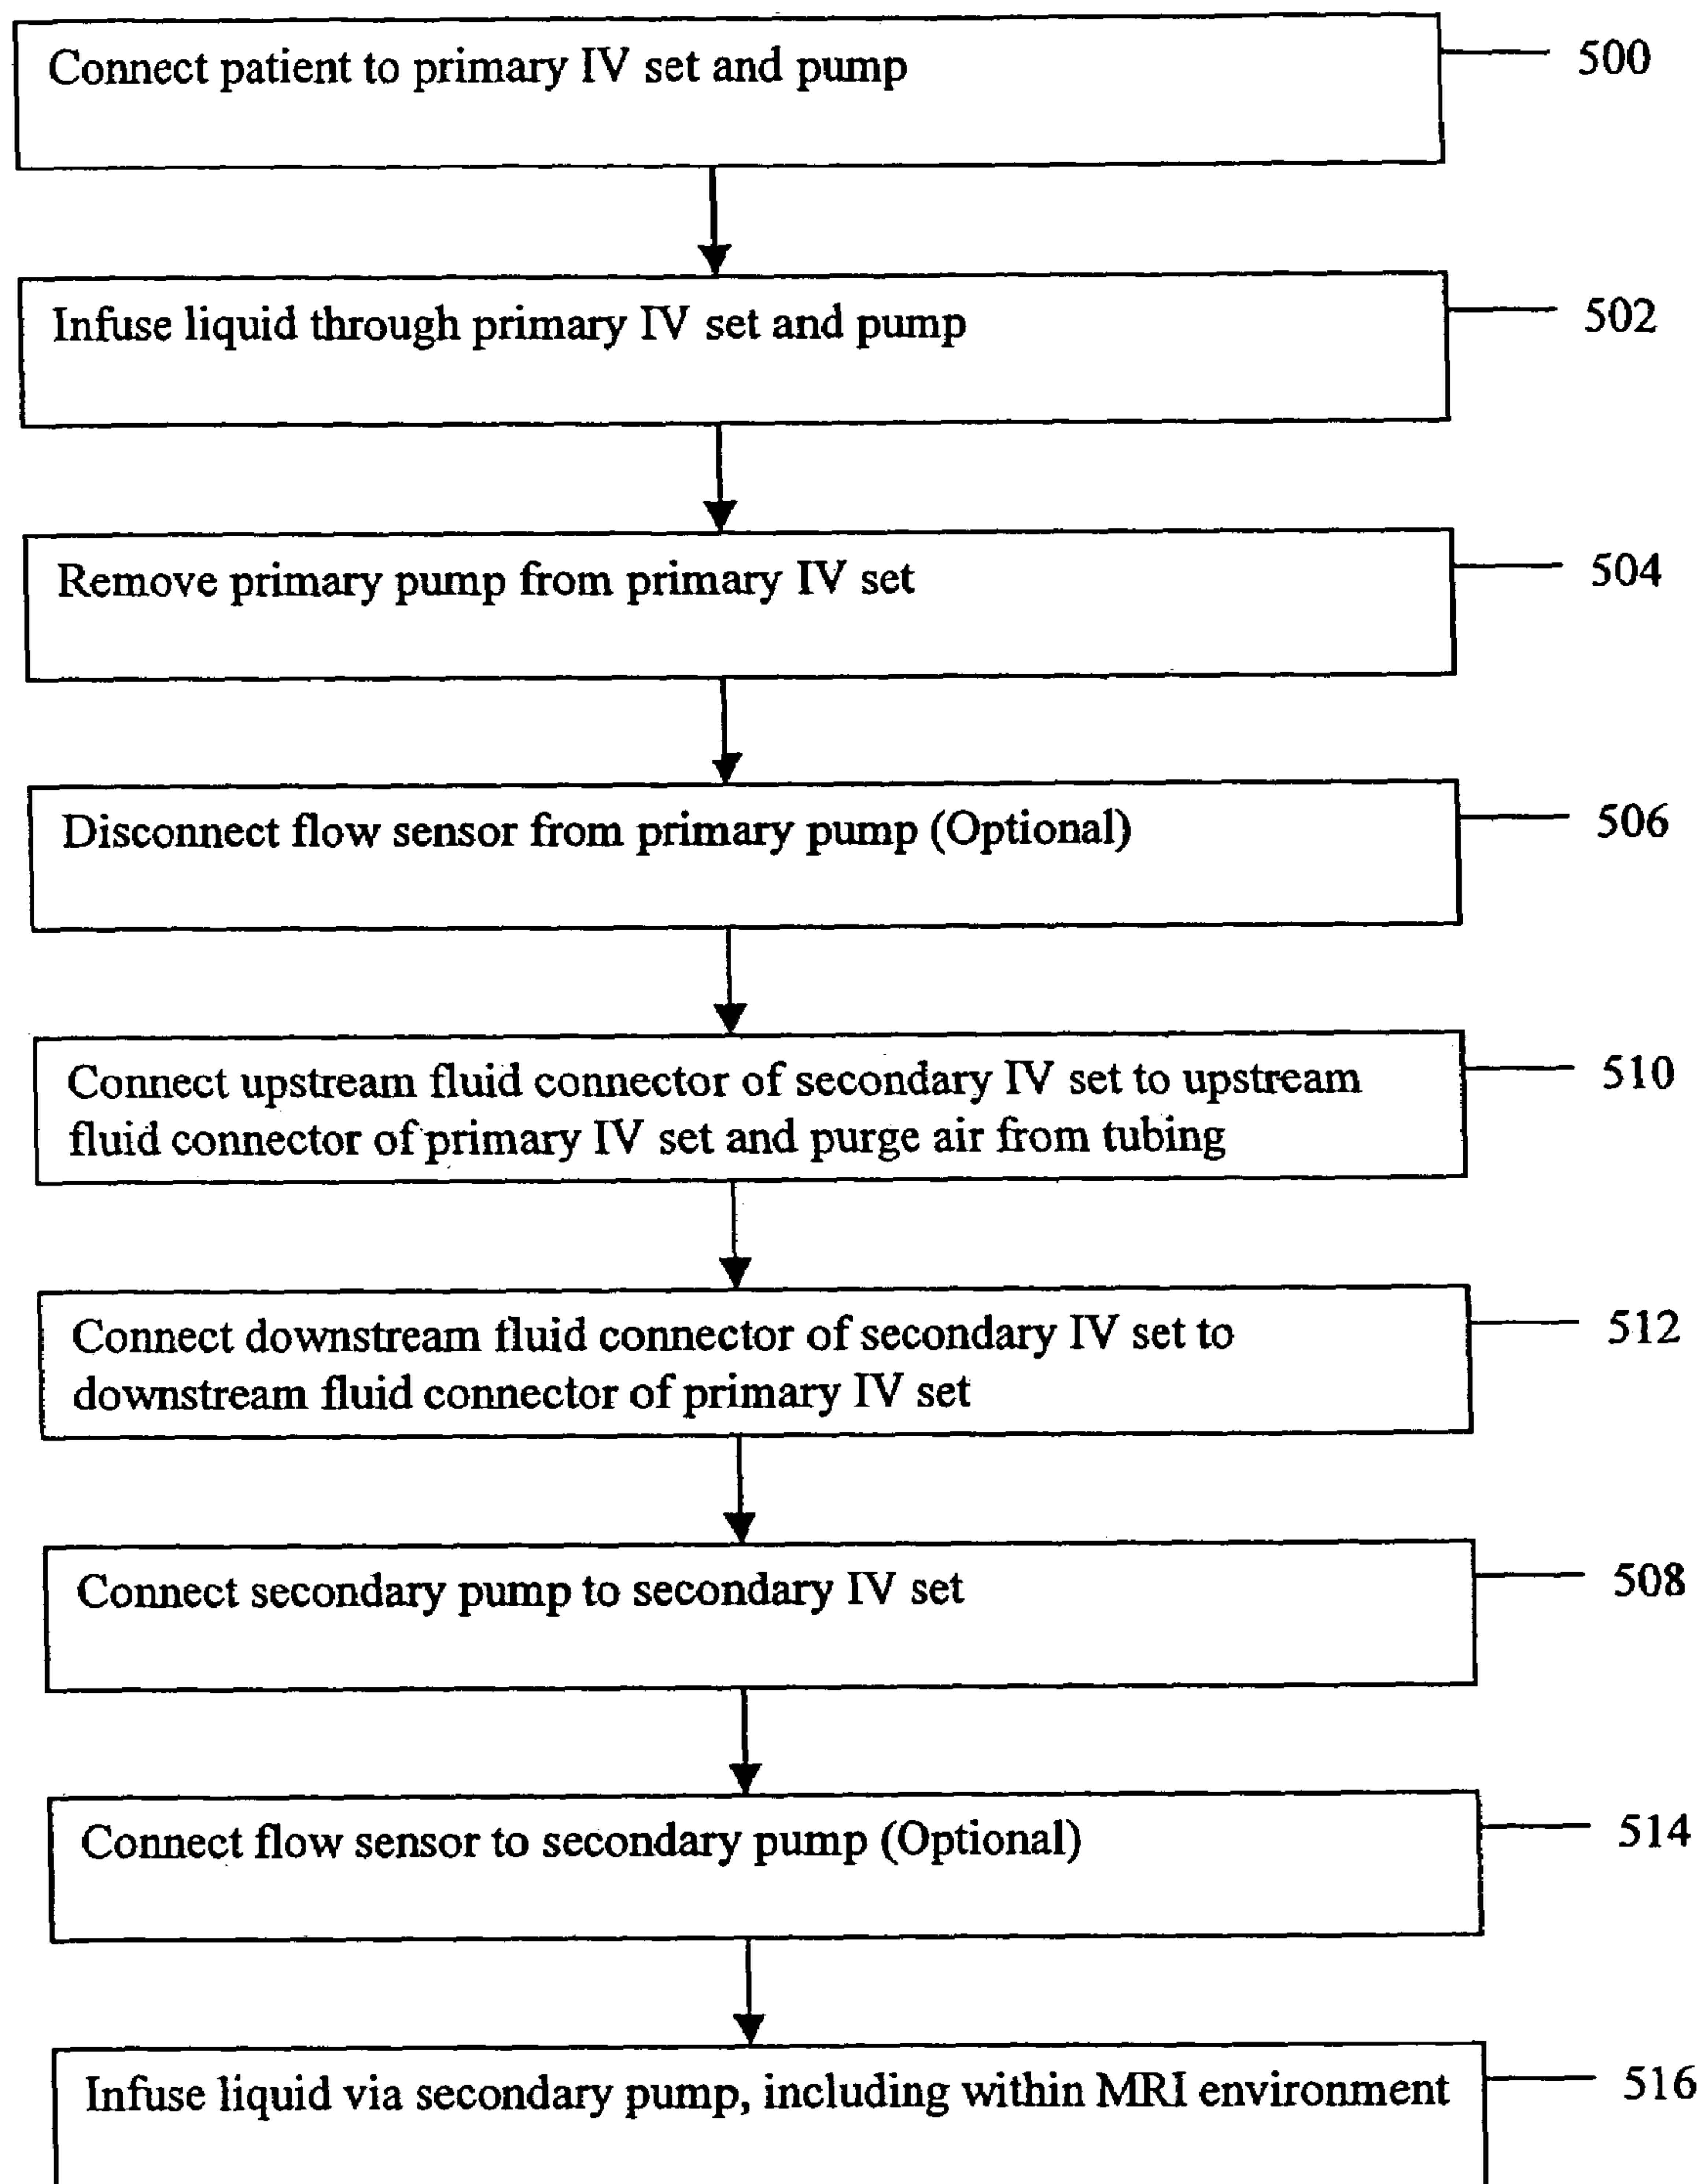 Connect patient to primary IV set and pump
500
Infuse liquid through primary IV set and pump
502
Remove primary pump from primary IV set
504
Disconnect flow sensor from primary pump (Optional)
506
Connect upstream fluid connector of secondary IV set to upstream
fluid connector of primary IV set and purge air from tubing
510
Connect downstream fluid connector of secondary IV set to
downstream fluid connector of primary IV set
512
Connect secondary pump to secondary IV set
508
Connect flow sensor to secondary pump (Optional)
514
Infuse liquid via secondary pump, including within MRI environment
516